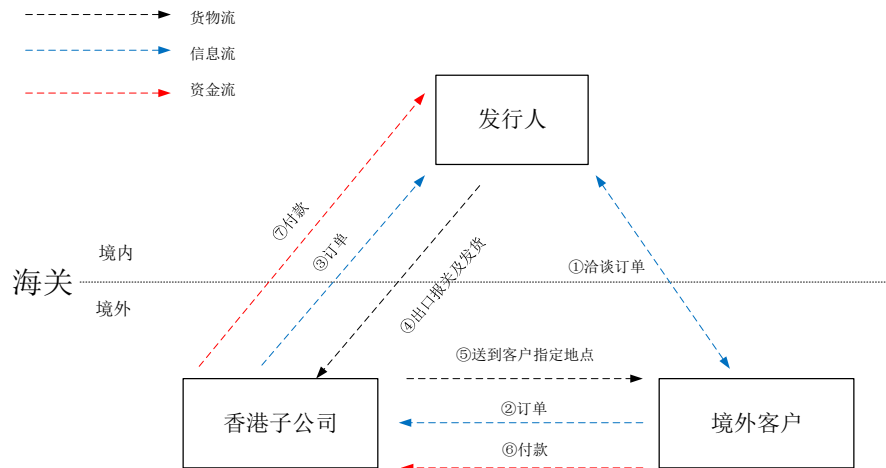 货物流
信息流
资金流
发行人
⑦付款
③订单
④出口报关及发货
①洽谈订单
境内
海关
境外
⑤送到客户指定地点
香港子公司
②订单
境外客户
⑥付款